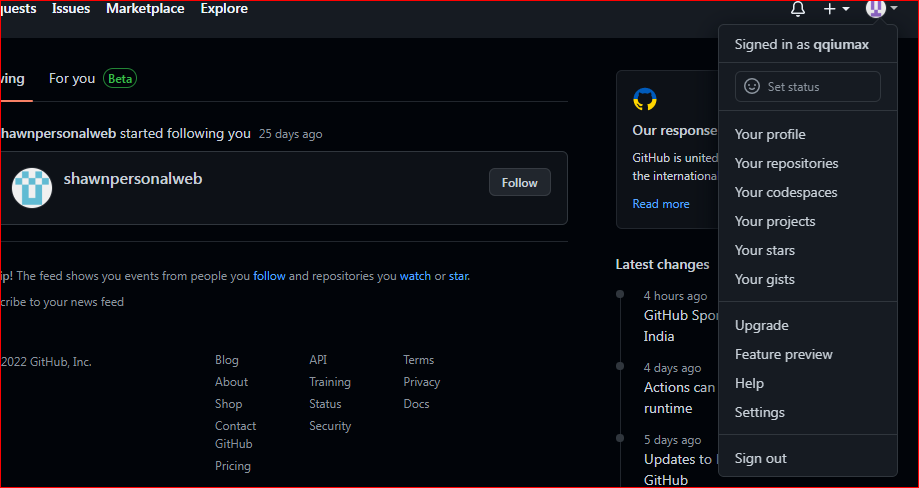 Issues Marketplace Explore
Signed in as qqiumax
Set status
Your profile
Your repositories
Your codespaces
Your projects
Your stars
Your gists
Upgrade
Feature preview
Help
Settings
Sign out
For you Beta
started following you 25 days ago
shawnpersonalweb
Follow
The feed shows you events from people you follow and repositories you watch or star.
to your news feed
2022 GitHub, Inc.
Blog
About
Shop
Contact
GitHub
Pricing
API
Training
Status
Security
Terms
Privacy
Docs
Our response
GitHub is united
the internationa
Read more
Latest changes
4 hours ago
GitHub Spon
India
4 days ago
Actions can
runtime
5 days ago
Updates to
GitHub